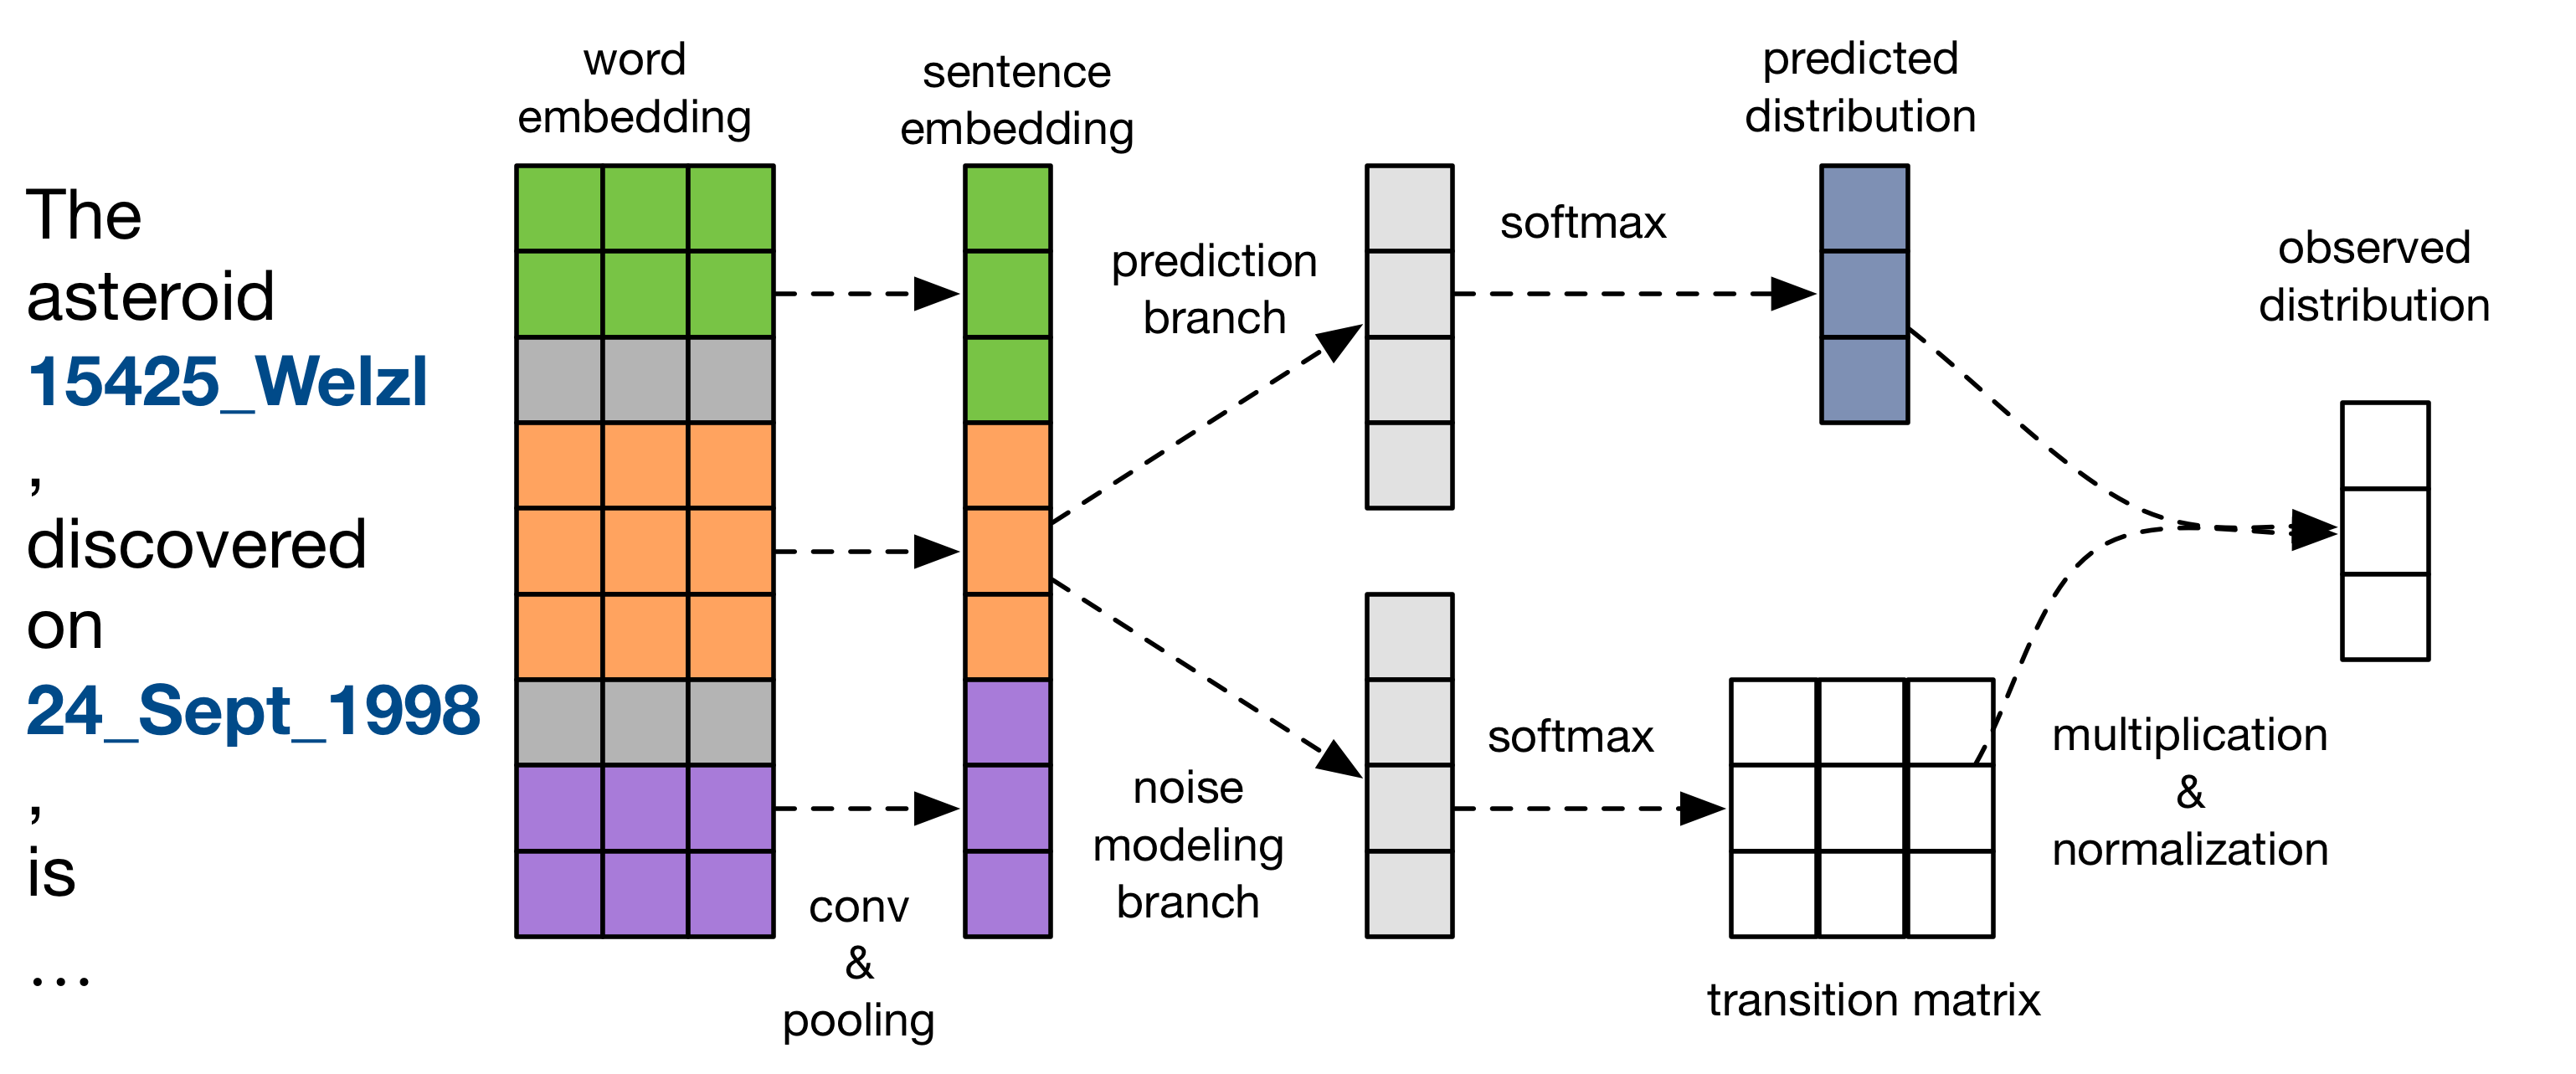 The
asteroid
15425_Welzl
,
discovered
on
24_Sept_1998
,
is
...
word
embedding
conv
&
pooling
sentence
embedding
prediction
branch
noise
modeling
branch
softmax
softmax
predicted
distribution
transition matrix
multiplication
&
normalization
observed
distribution